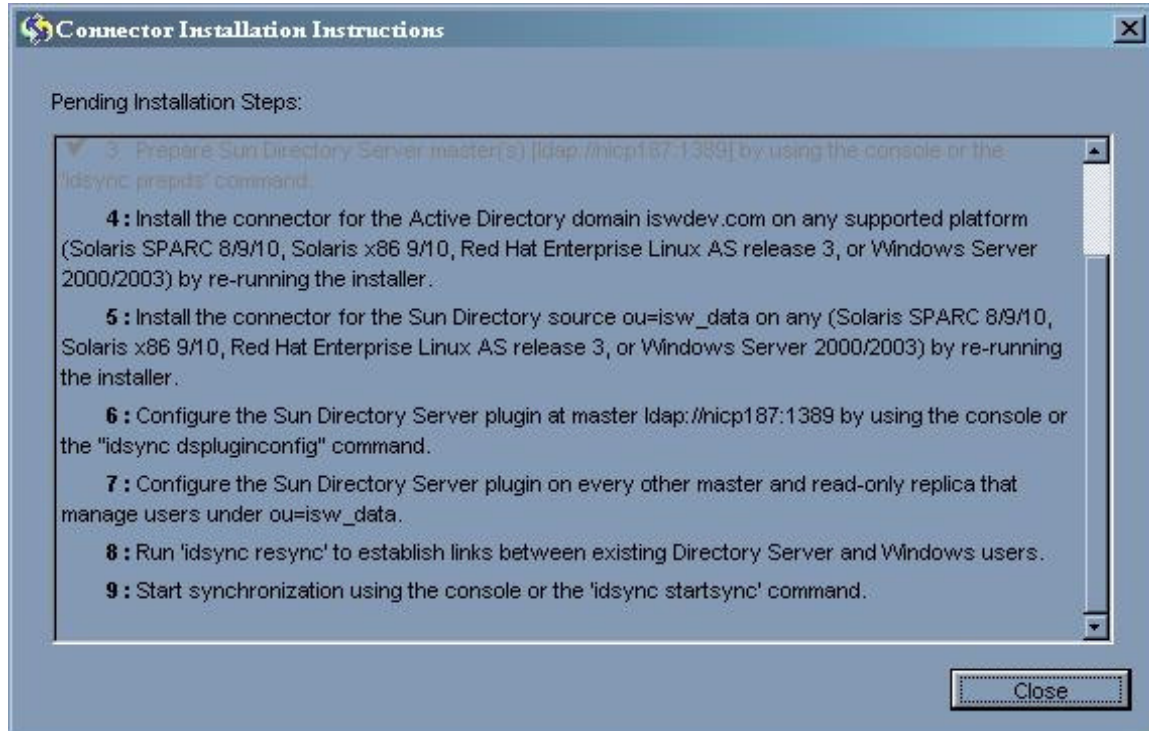 Connector Installation Instructions
Pending Installation Steps:
✔ 3 Prepare Sun Directory Server master(s) [ldap://nicp187:1389] by using the console or the
'idsync prepds' command.
4 : Install the connector for the Active Directory domain iswdev.com on any supported platform
(Solaris SPARC 8/9/10, Solaris x86 9/10, Red Hat Enterprise Linux AS release 3, or Windows Server
2000/2003) by re-running the installer.
5 : Install the connector for the Sun Directory source ou=isw_data on any (Solaris SPARC 8/9/10,
Solaris x86 9/10, Red Hat Enterprise Linux AS release 3, or Windows Server 2000/2003) by re-running
the installer.
6 : Configure the Sun Directory Server plugin at master ldap://nicp187:1389 by using the console or
the "idsync dspluginconfig" command.
7 : Configure the Sun Directory Server plugin on every other master and read-only replica that
manage users under ou=isw_data.
8 : Run 'idsync resync' to establish links between existing Directory Server and Windows users.
9 : Start synchronization using the console or the 'idsync startsync' command.
Close